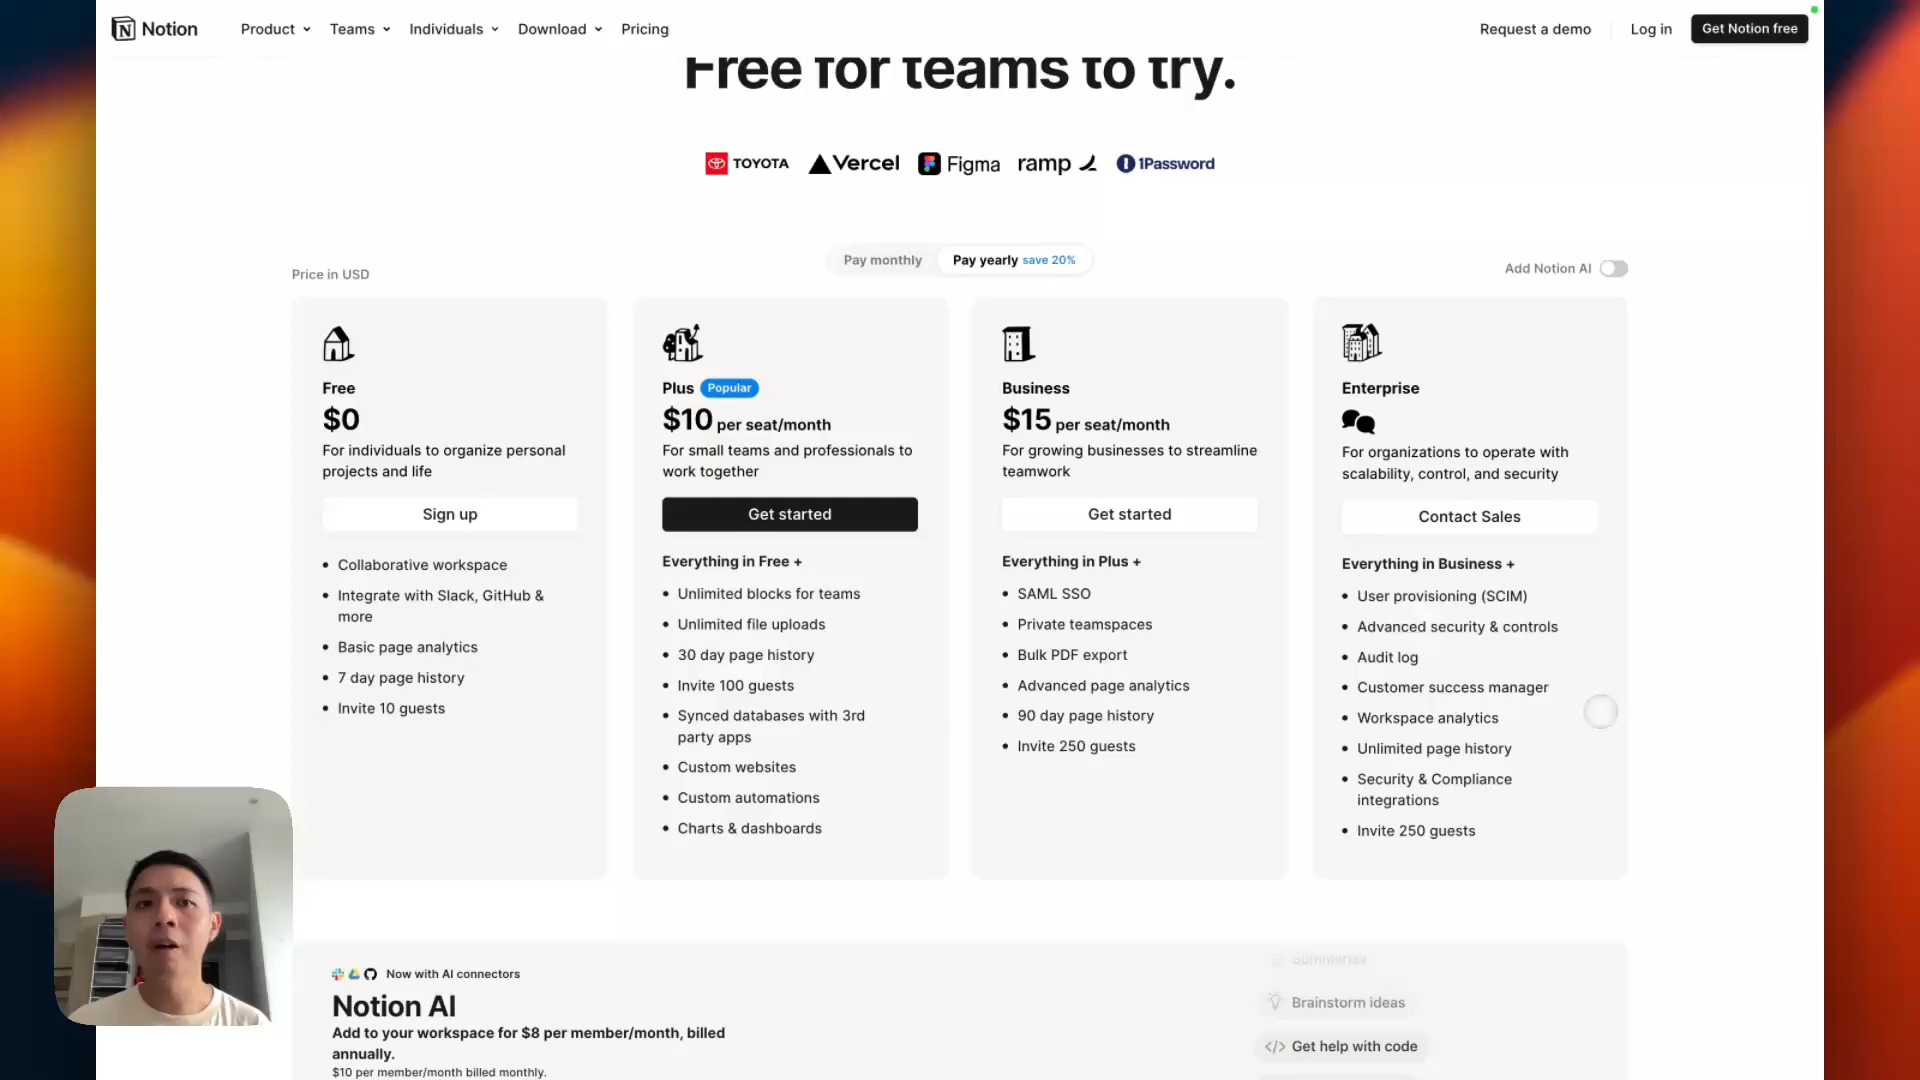 Notion
Product
Teams
Individuals
Download
Pricing
Request a demo
Log in
Get Notion free
Free for teams to try.
TOYOTA
Vercel
Figma
ramp
1Password
Price in USD
Pay monthly
Pay yearly save 20%
Add Notion AI
Free
$0
For individuals to organize personal
projects and life
Sign up
• Collaborative workspace
• Integrate with Slack, GitHub &
more
• Basic page analytics
• 7 day page history
• Invite 10 guests
Plus Popular
$10 per seat/month
For small teams and professionals to
work together
Get started
Everything in Free +
• Unlimited blocks for teams
• Unlimited file uploads
• 30 day page history
• Invite 100 guests
• Synced databases with 3rd
party apps
• Custom websites
• Custom automations
• Charts & dashboards
Business
$15 per seat/month
For growing businesses to streamline
teamwork
Get started
Everything in Plus +
• SAML SSO
• Private teamspaces
• Bulk PDF export
• Advanced page analytics
• 90 day page history
• Invite 250 guests
Enterprise
For organizations to operate with
scalability, control, and security
Contact Sales
Everything in Business +
• User provisioning (SCIM)
• Advanced security & controls
• Audit log
• Customer success manager
• Workspace analytics
• Unlimited page history
• Security & Compliance
integrations
• Invite 250 guests
Now with AI connectors
Notion AI
Add to your workspace for $8 per member/month, billed
annually.
$10 per member/month billed monthly.
Summarize
Brainstorm ideas
Get help with code